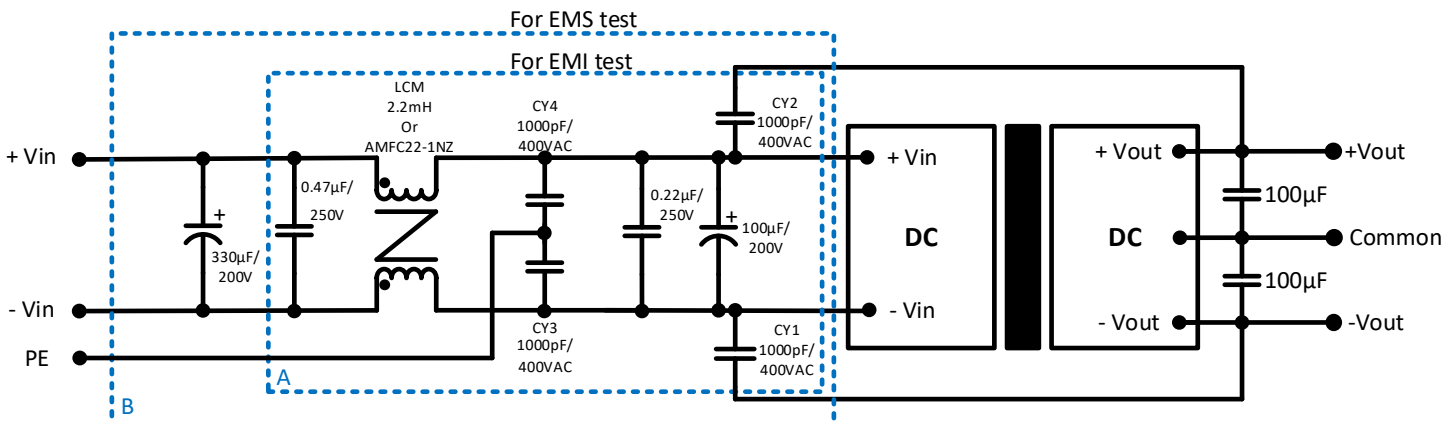 For EMS test
For EMI test
LCM
2.2mH
Or
AMFC22-1NZ
CY4
1000pF/
400VAC
CY2
1000pF/
400VAC
+ Vin
0.47µF/
250V
+
330µF/
200V
0.22µF/
250V
+
100µF/
200V
- Vin
PE
CY3
1000pF/
400VAC
CY1
1000pF/
400VAC
A
B
+ Vin
DC
- Vin
+ Vout
DC
- Vout
+Vout
100µF
Common
100µF
-Vout